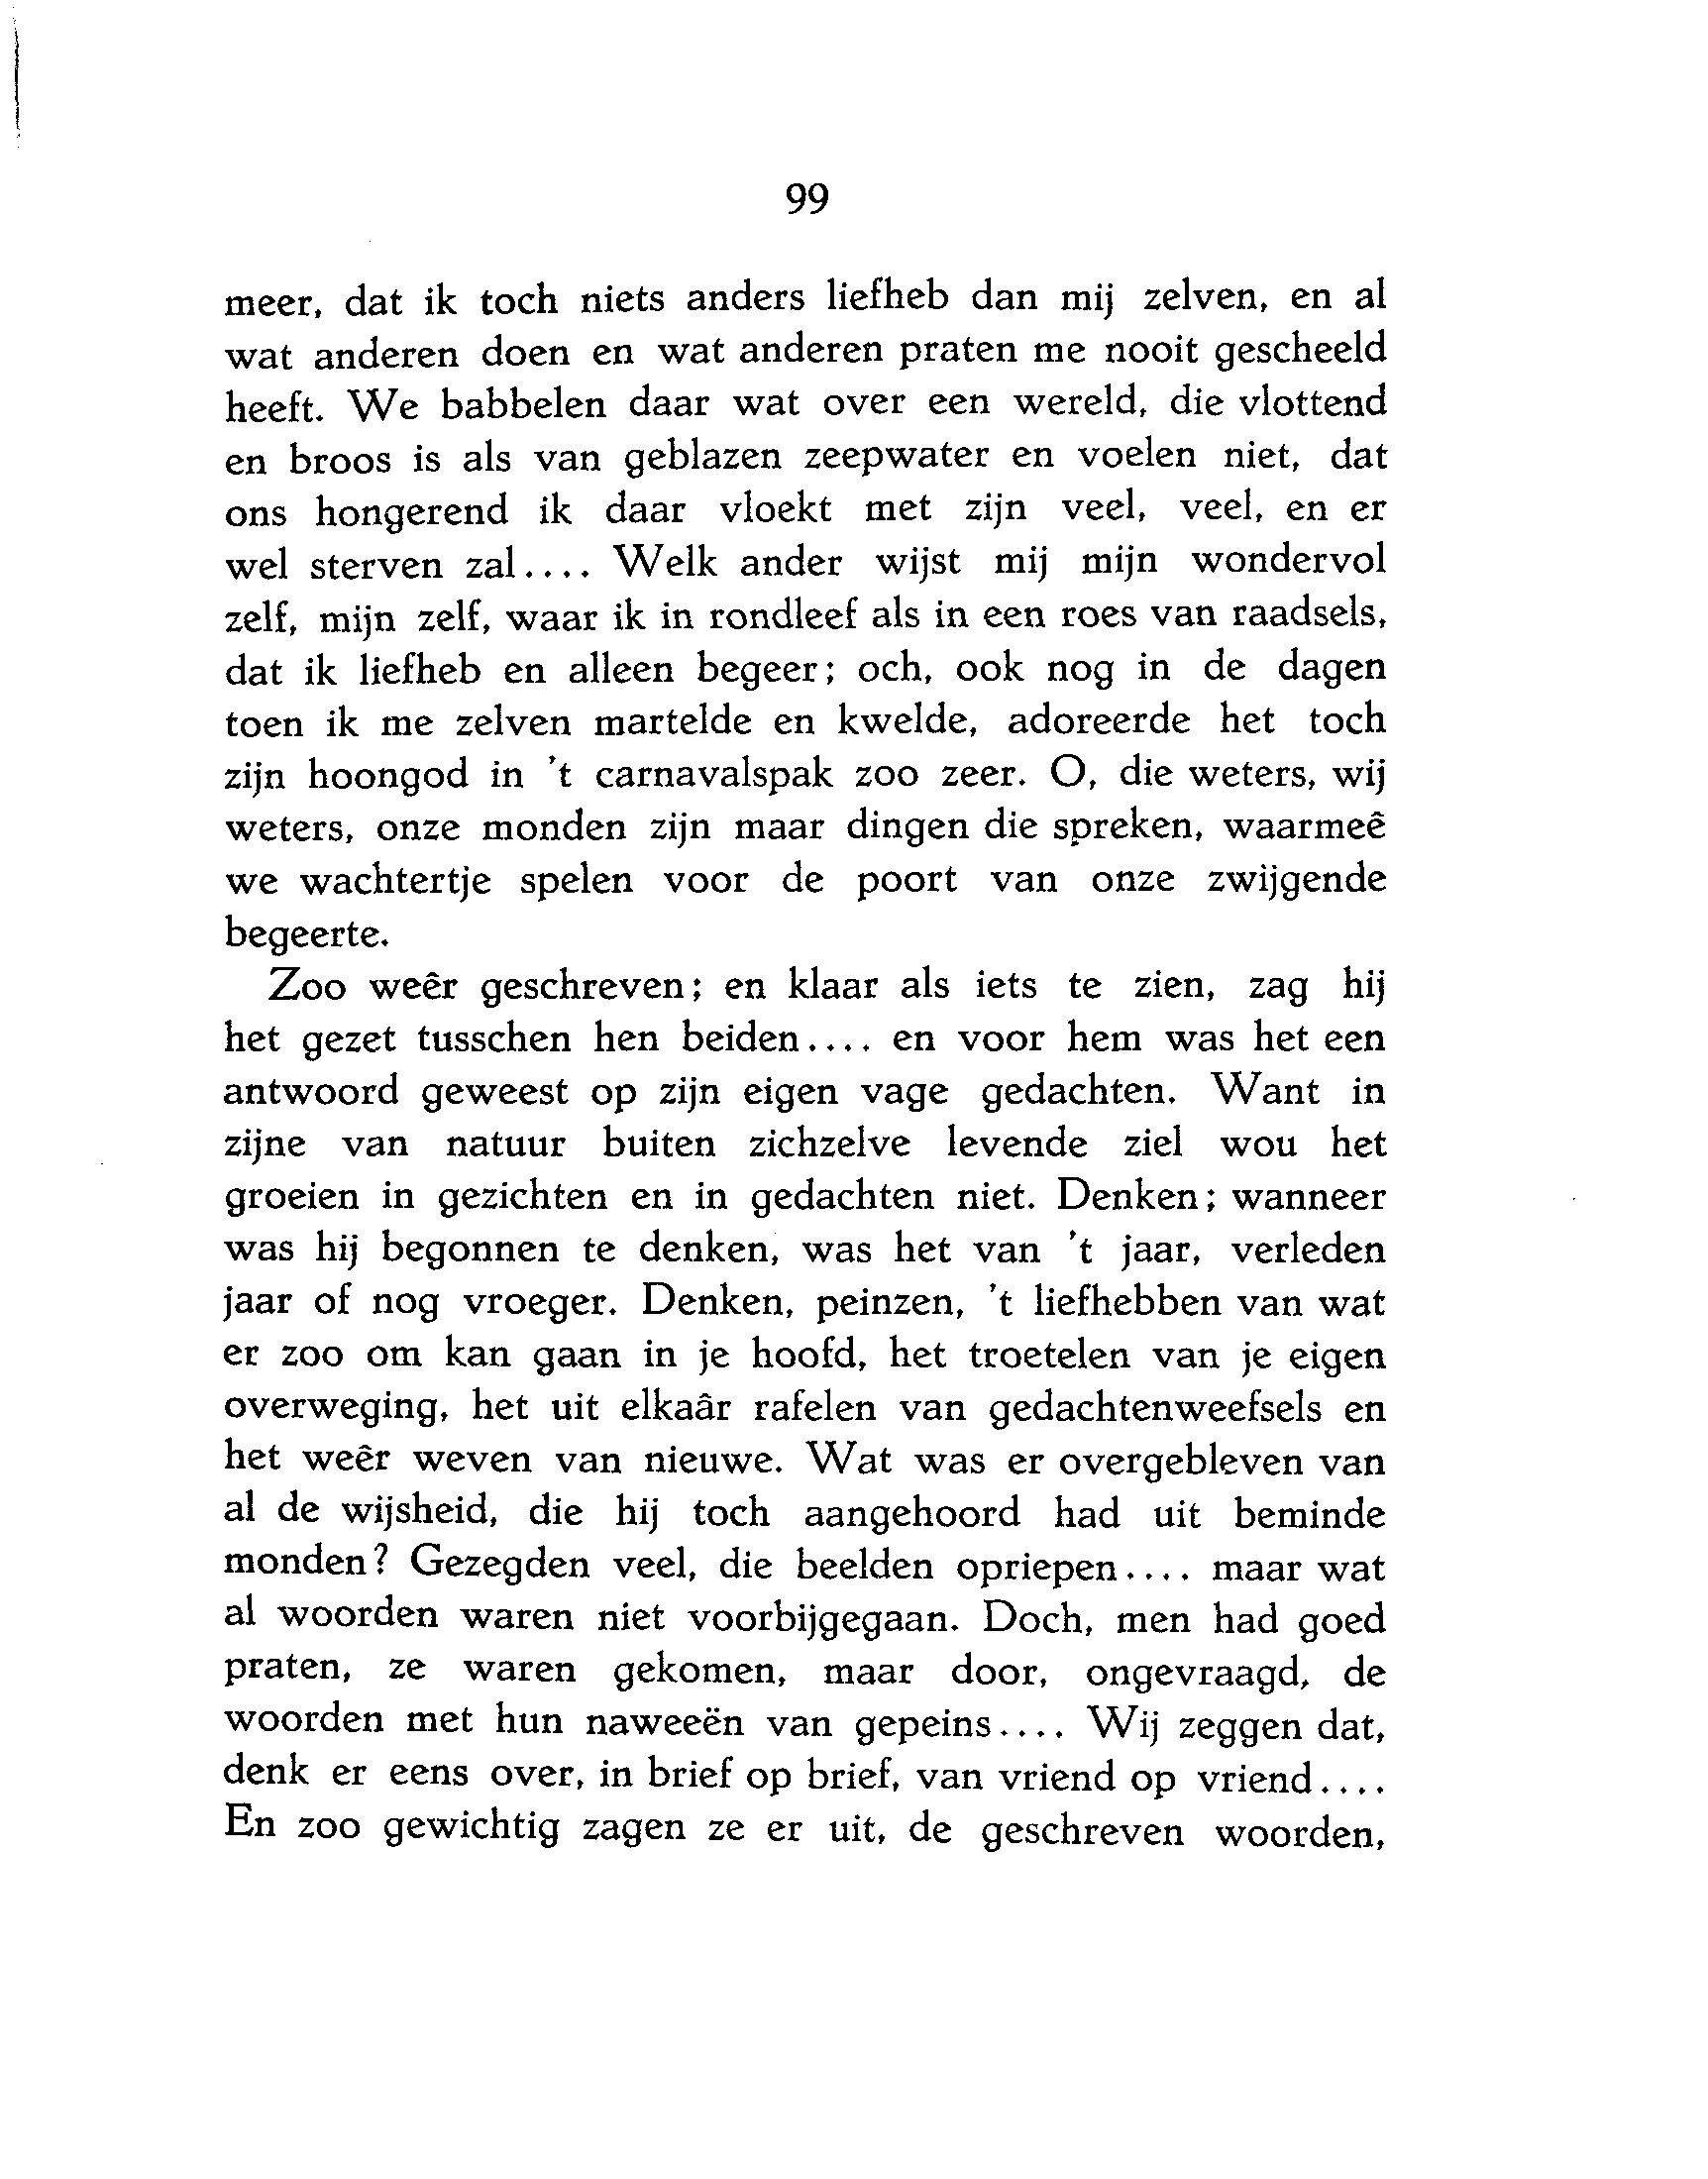 99
meer, dat ik toch niets anders liefheb dan mij zelven, en al
wat anderen doen en wat anderen praten me nooit gescheeld
heeft. We babbelen daar wat over een wereld, die vlottend
en broos is als van geblazen zeepwater en voelen niet, dat
ons hongerend ik daar vloekt met zijn veel, veel, en er
wel sterven zal.... Welk ander wijst mij mijn wondervol
zelf, mijn zelf, waar ik in rondleef als in een roes van raadsels,
dat ik liefheb en alleen begeer; och, ook nog in de dagen
toen ik me zelven martelde en kwelde, adoreerde het toch
zijn hoongod in 't carnavalspak zoo zeer. O, die weters, wij
weters, onze monden zijn maar dingen die spreken, waarmeê
we wachtertje spelen voor de poort van onze zwijgende
begeerte.
Zoo weêr geschreven; en klaar als iets te zien, zag hij
het gezet tusschen hen beiden.... en voor hem was het een
antwoord geweest op zijn eigen vage gedachten. Want in
zijne van natuur buiten zichzelve levende ziel wou het
groeien in gezichten en in gedachten niet. Denken; wanneer
was hij begonnen te denken, was het van 't jaar, verleden
jaar of nog vroeger. Denken, peinzen, 't liefhebben van wat
er zoo om kan gaan in je hoofd, het troetelen van je eigen
overweging, het uit elkaâr rafelen van gedachtenweefsels en
het weêr weven van nieuwe. Wat was er overgebleven van
al de wijsheid, die hij toch aangehoord had uit beminde
monden? Gezegden veel, die beelden opriepen.... maar wat
al woorden waren niet voorbijgegaan. Doch, men had goed
praten, ze waren gekomen, maar door, ongevraagd, de
woorden met hun naweeën van gepeins.... Wij zeggen dat,
denk er eens over, in brief op brief, van vriend op vriend....
En zoo gewichtig zagen ze er uit, de geschreven woorden,